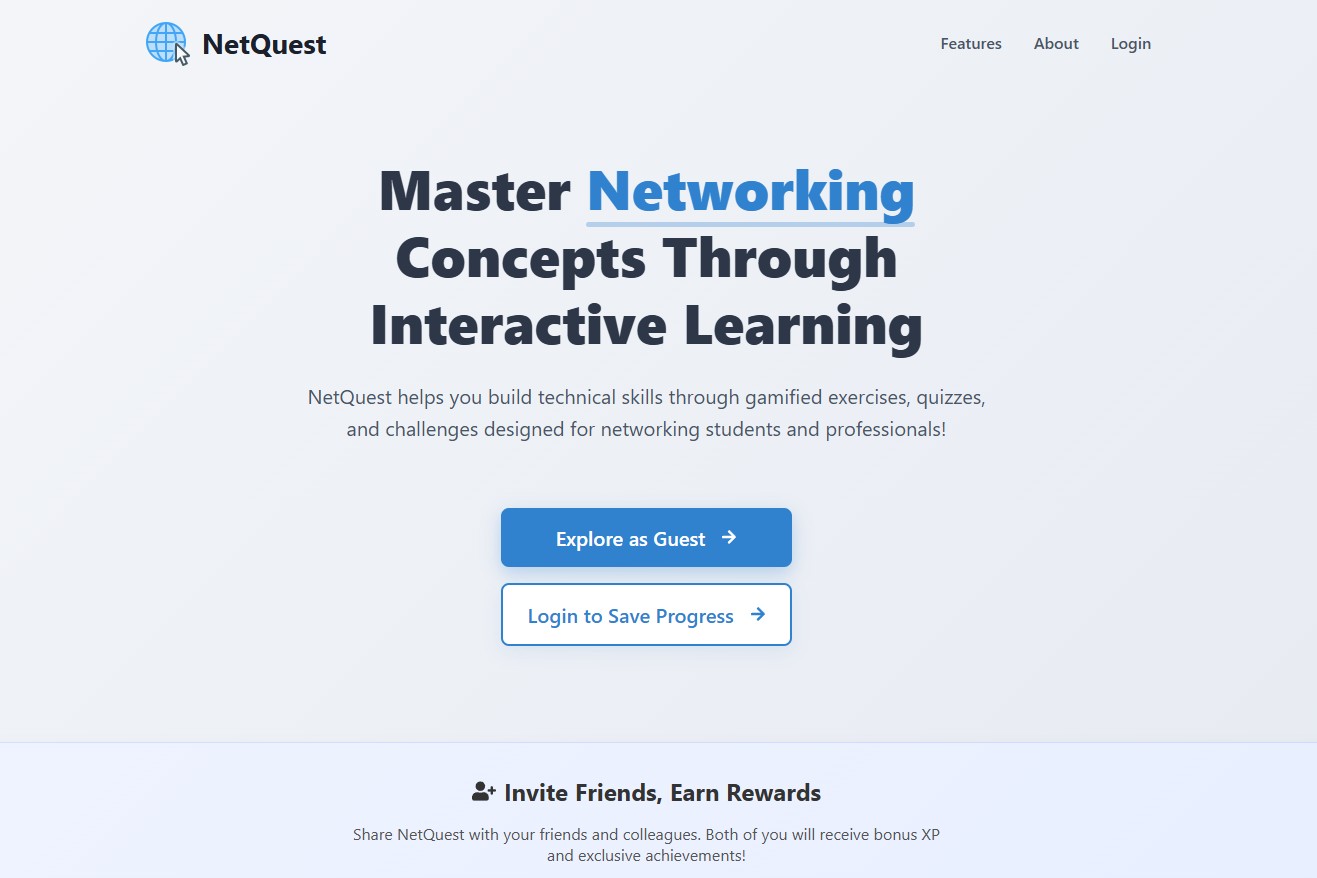 NetQuest
Features
About
Login
Master Networking
Concepts Through
Interactive Learning
NetQuest helps you build technical skills through gamified exercises, quizzes,
and challenges designed for networking students and professionals!
Explore as Guest
Login to Save Progress
Invite Friends, Earn Rewards
Share NetQuest with your friends and colleagues. Both of you will receive bonus XP
and exclusive achievements!